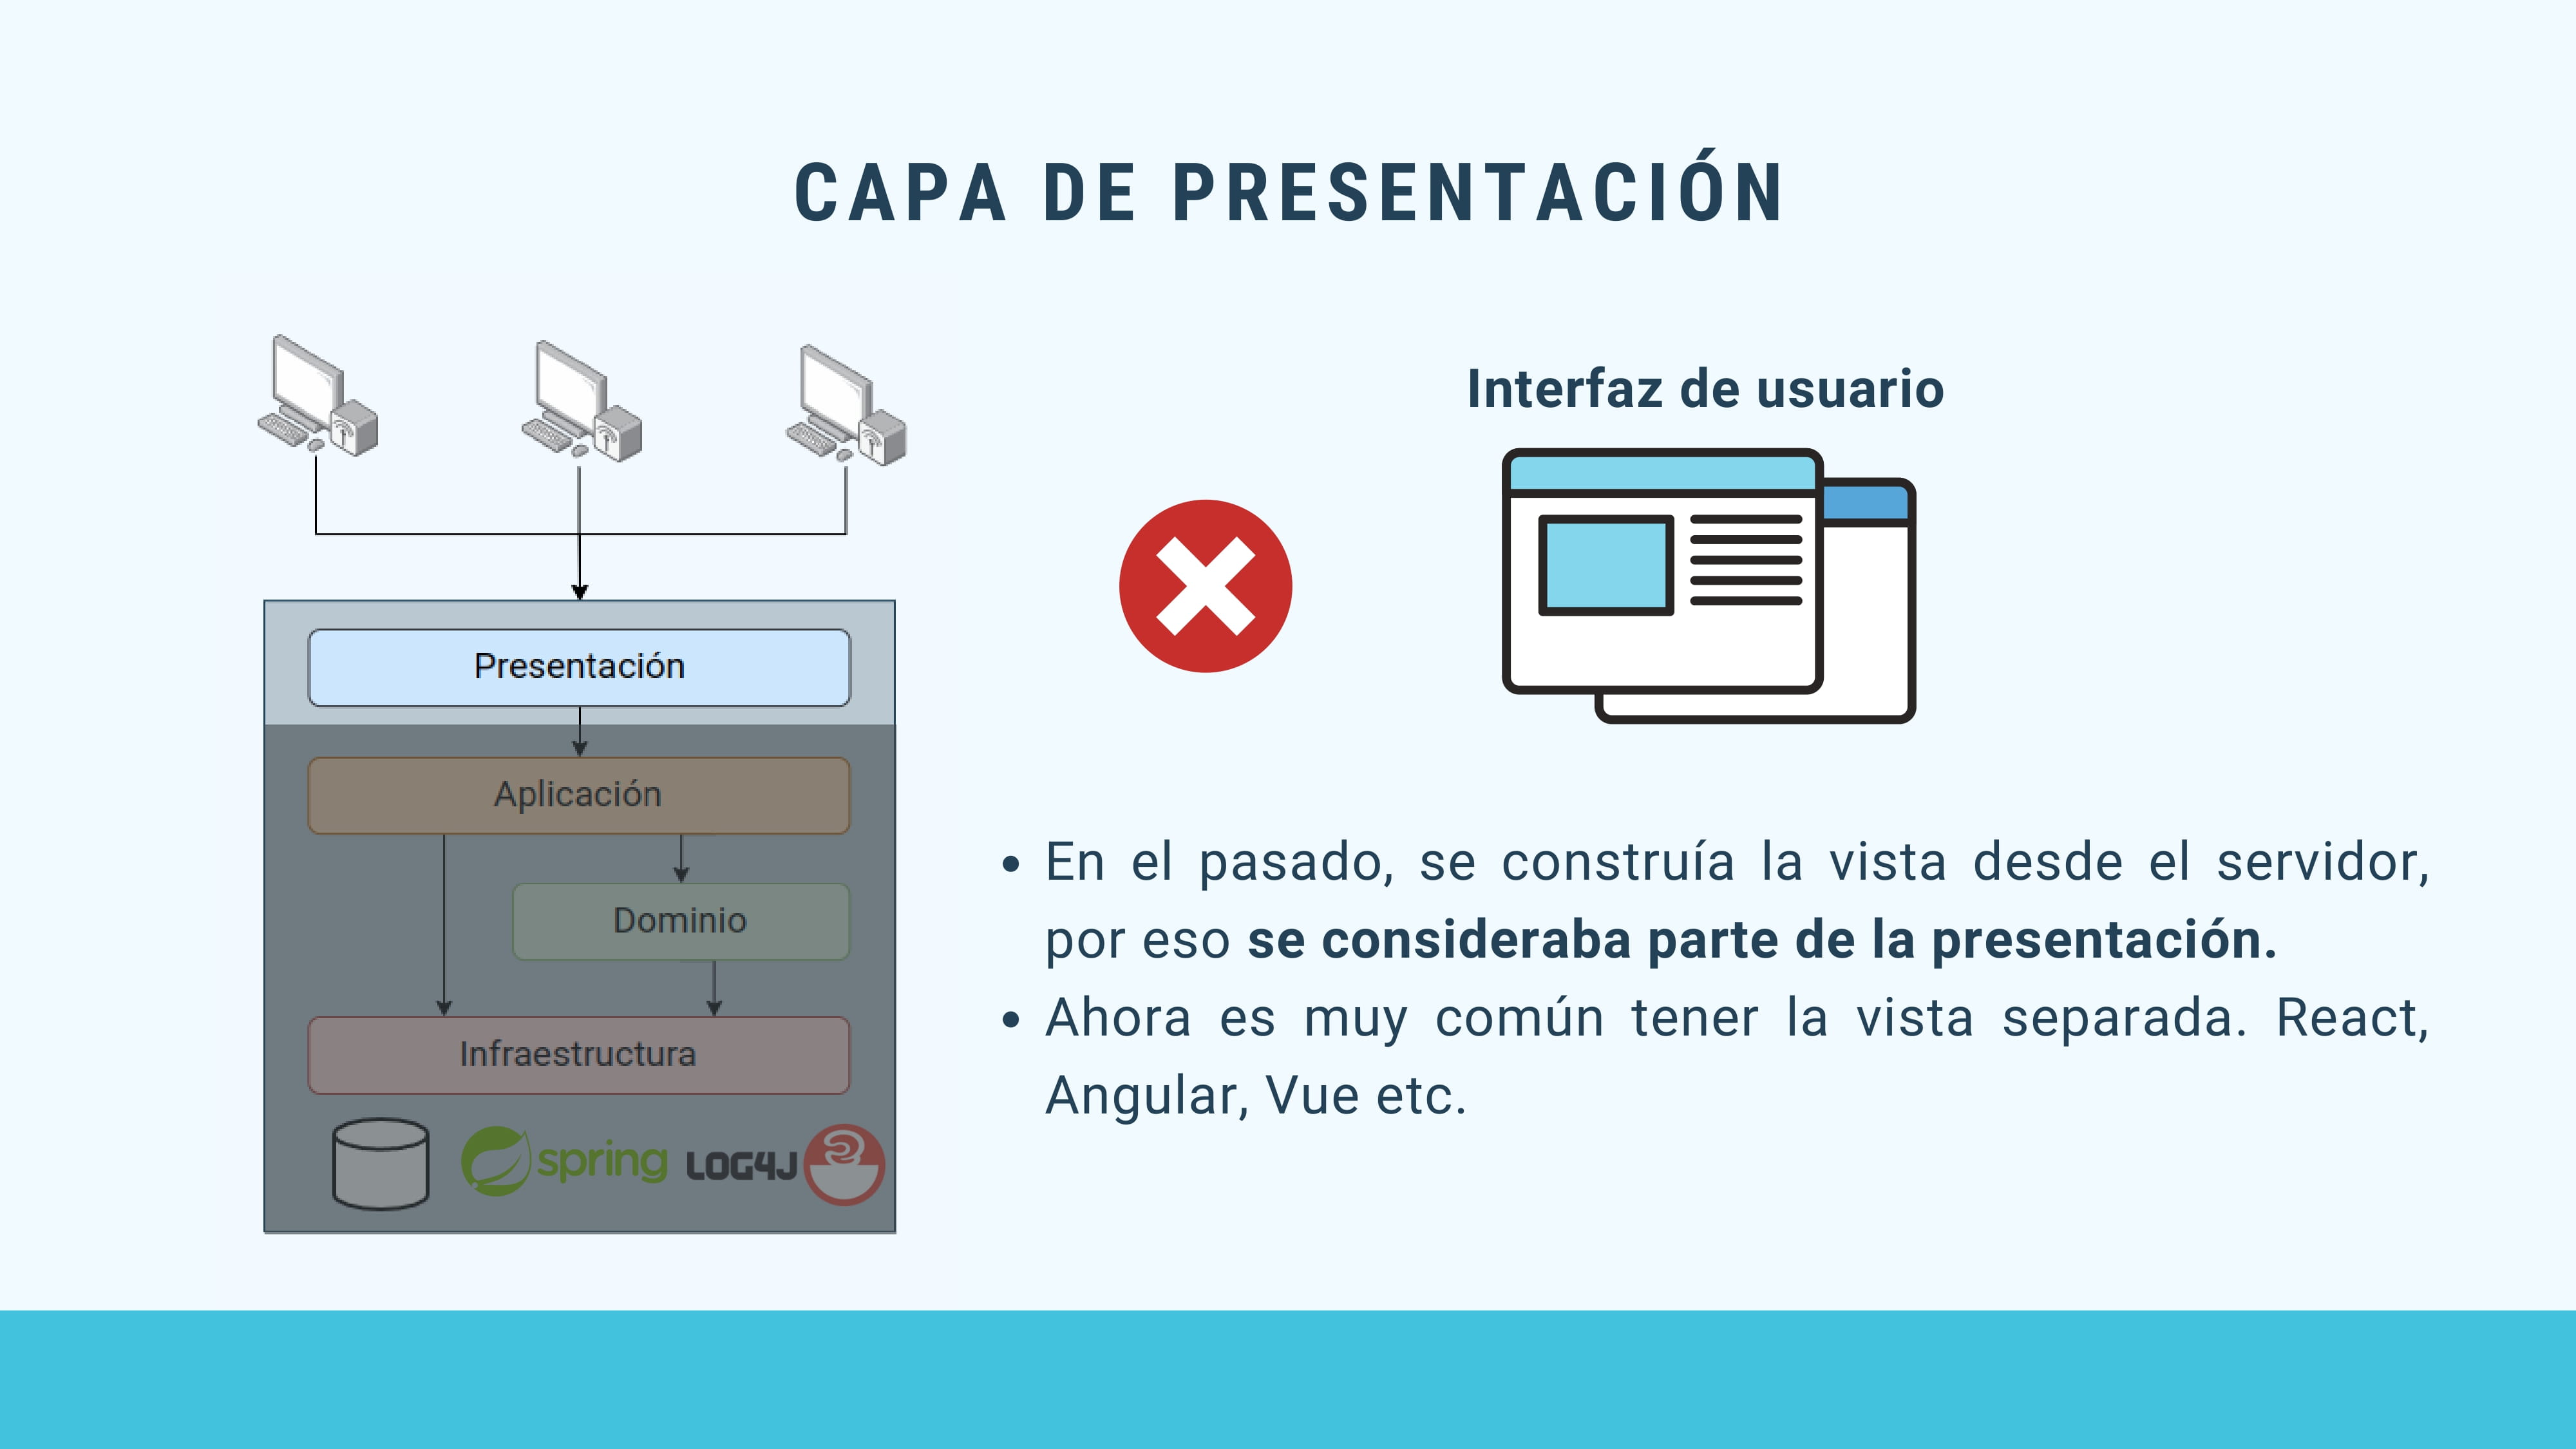 CAPA DE PRESENTACIÓN
Interfaz de usuario
Presentación
Aplicación
Dominio
Infraestructura
spring
LOG4J
• En el pasado, se construía la vista desde el servidor,
por eso se consideraba parte de la presentación.
• Ahora es muy común tener la vista separada. React,
Angular, Vue etc.